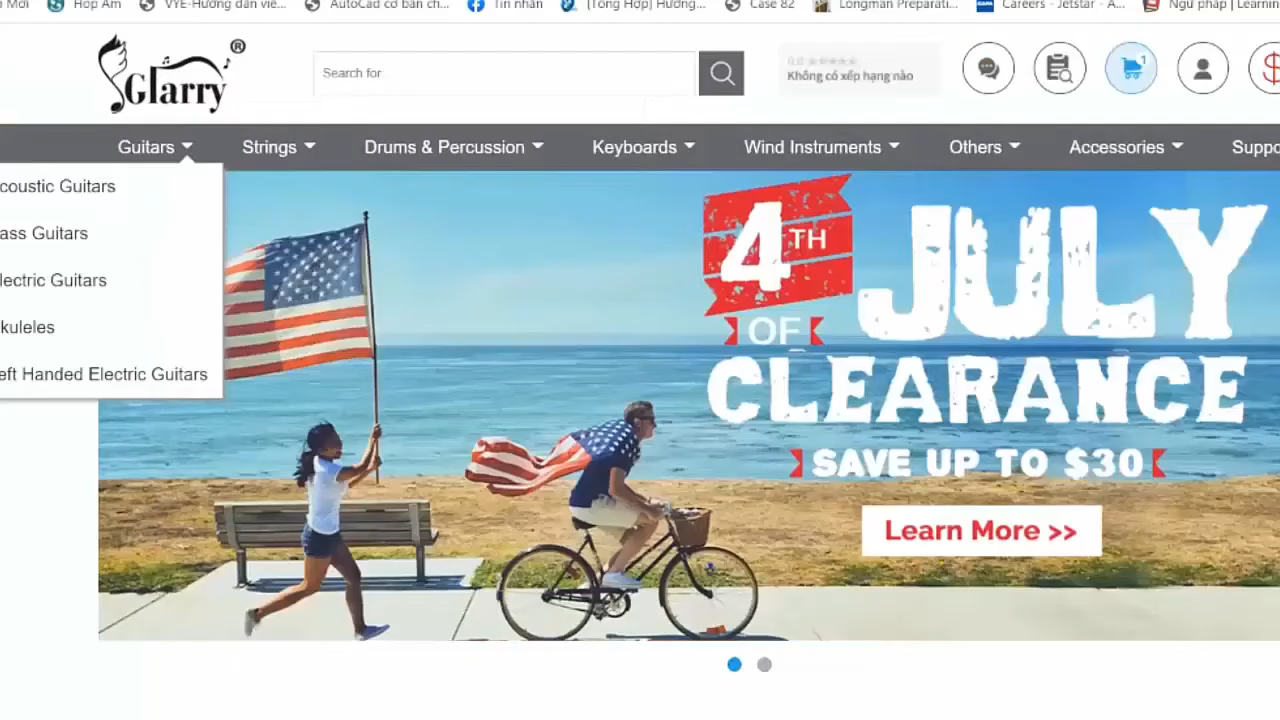 Hợp Âm
VYE-Hướng dẫn viê...
AutoCad cơ bản ch...
Tin nhắn
[Tổng Hợp] Hướng...
Case 82
Longman Preparati...
Careers - Jetstar - A...
Ngữ pháp | Learnin
Glarry®
Search for
0.0 ★★★★★
Không có xếp hạng nào
1
Guitars
Strings
Drums & Percussion
Keyboards
Wind Instruments
Others
Accessories
Suppo
coustic Guitars
ass Guitars
lectric Guitars
kuleles
eft Handed Electric Guitars
4TH
OF
JULY
CLEARANCE
SAVE UP TO $30
Learn More >>